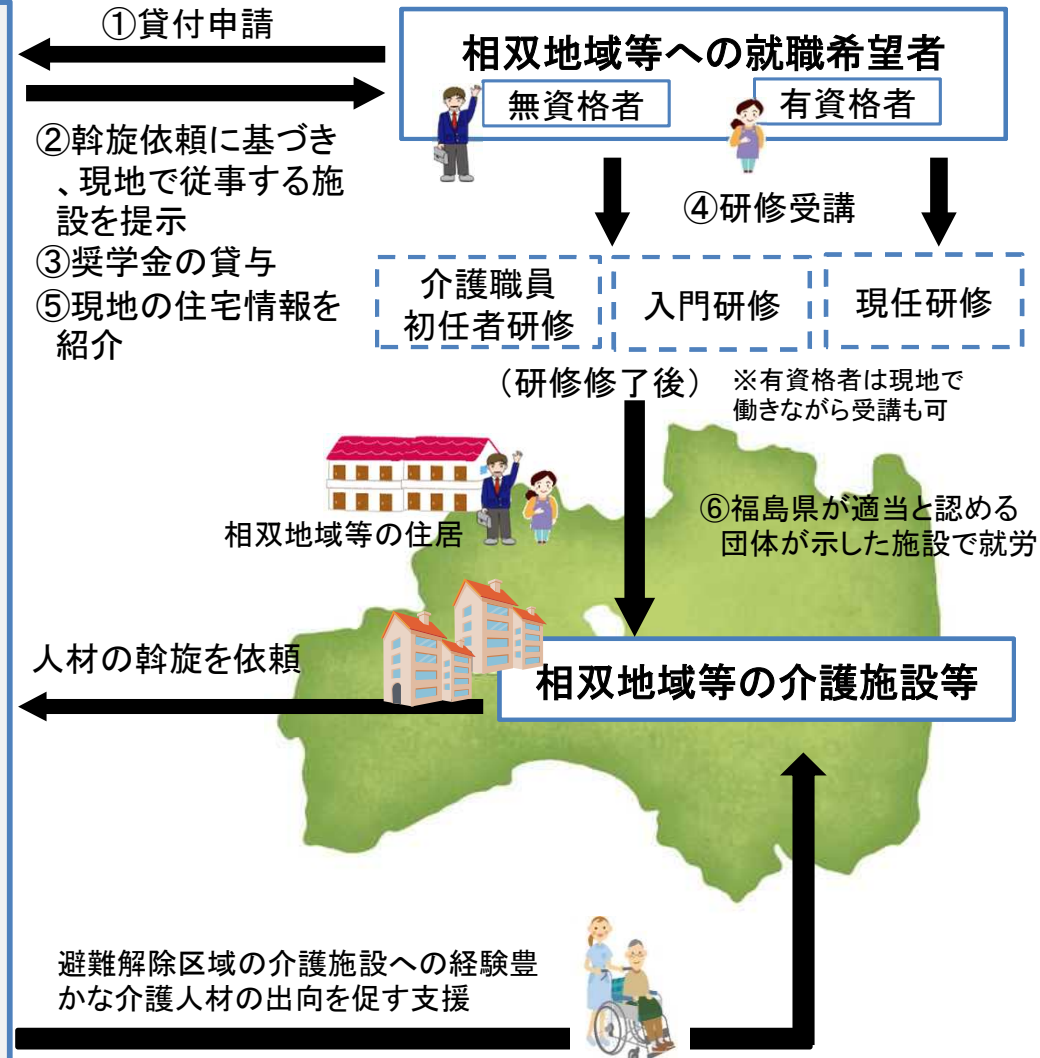 ①貸付申請
相双地域等への就職希望者
無資格者
有資格者
②斡旋依頼に基づき
、現地で従事する施
設を提示
③奨学金の貸与
⑤現地の住宅情報を
紹介
④研修受講
介護職員
初任者研修
入門研修
現任研修
（研修修了後）
※有資格者は現地で
働きながら受講も可
相双地域等の住居
⑥福島県が適当と認める
団体が示した施設で就労
人材の斡旋を依頼
相双地域等の介護施設等
避難解除区域の介護施設への経験豊
かな介護人材の出向を促す支援